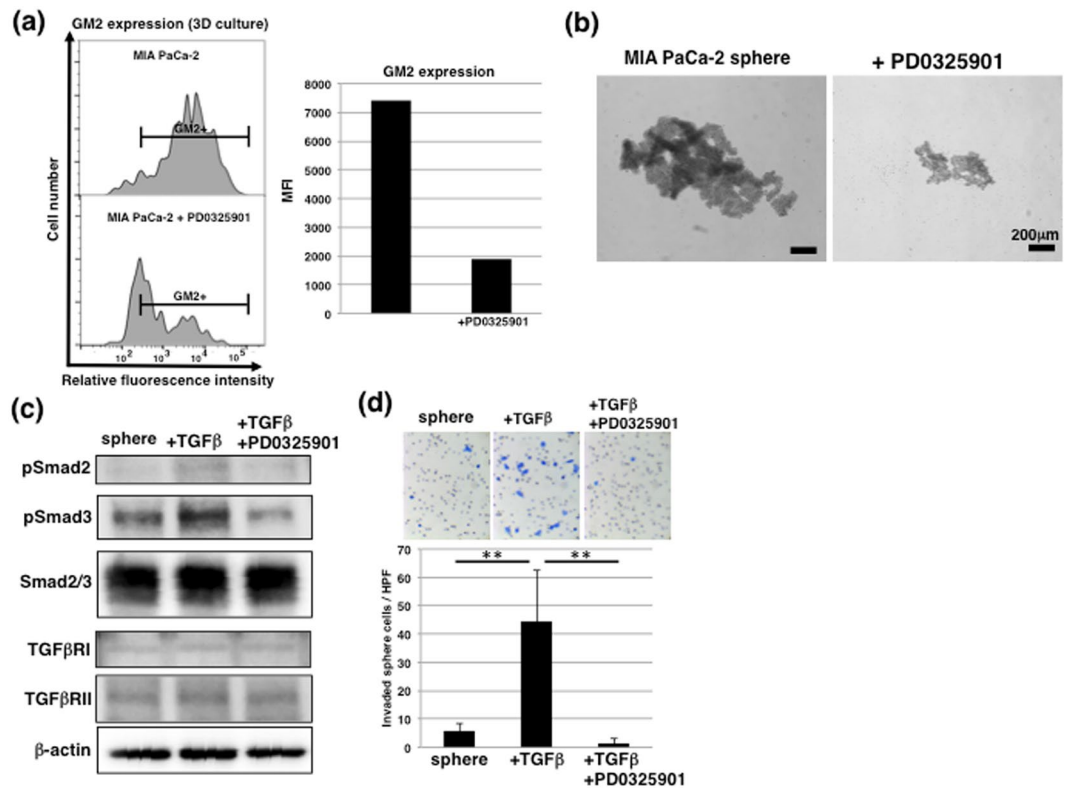 (a)
GM2 expression (3D culture)
MIA PaCa-2
GM2+
MIA PaCa-2 + PD0325901
GM2+
Cell number
10² 10³ 10⁴ 10⁵
Relative fluorescence intensity
GM2 expression
MFI
8000
7000
6000
5000
4000
3000
2000
1000
0
+PD0325901
(b)
MIA PaCa-2 sphere
+ PD0325901
200μm
(c)
sphere
+TGFβ
+TGFβ
+PD0325901
pSmad2
pSmad3
Smad2/3
TGFβRI
TGFβRII
β-actin
(d)
sphere
+TGFβ
+TGFβ
+PD0325901
Invaded sphere cells / HPF
70
60
50
40
30
20
10
0
**
**
sphere
+TGFβ
+TGFβ
+PD0325901